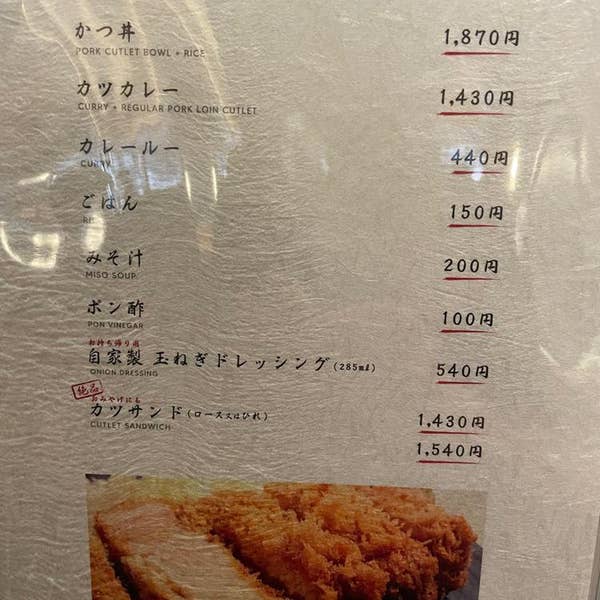 かつ丼 1,870円
PORK CUTLET BOWL + RICE
カツカレー 1,430円
CURRY + REGULAR PORK LOIN CUTLET
カレールー 440円
CURRY
ごはん 150円
みそ汁 200円
MISO SOUP
ポン酢 100円
PON VINEGAR
お持ち帰り用
自家製 玉ねぎドレッシング(285ml) 540円
ONION DRESSING
絶品
おみやげにも
カツサンド(ロース又はひれ) 1,430円
CUTLET SANDWICH
1,540円